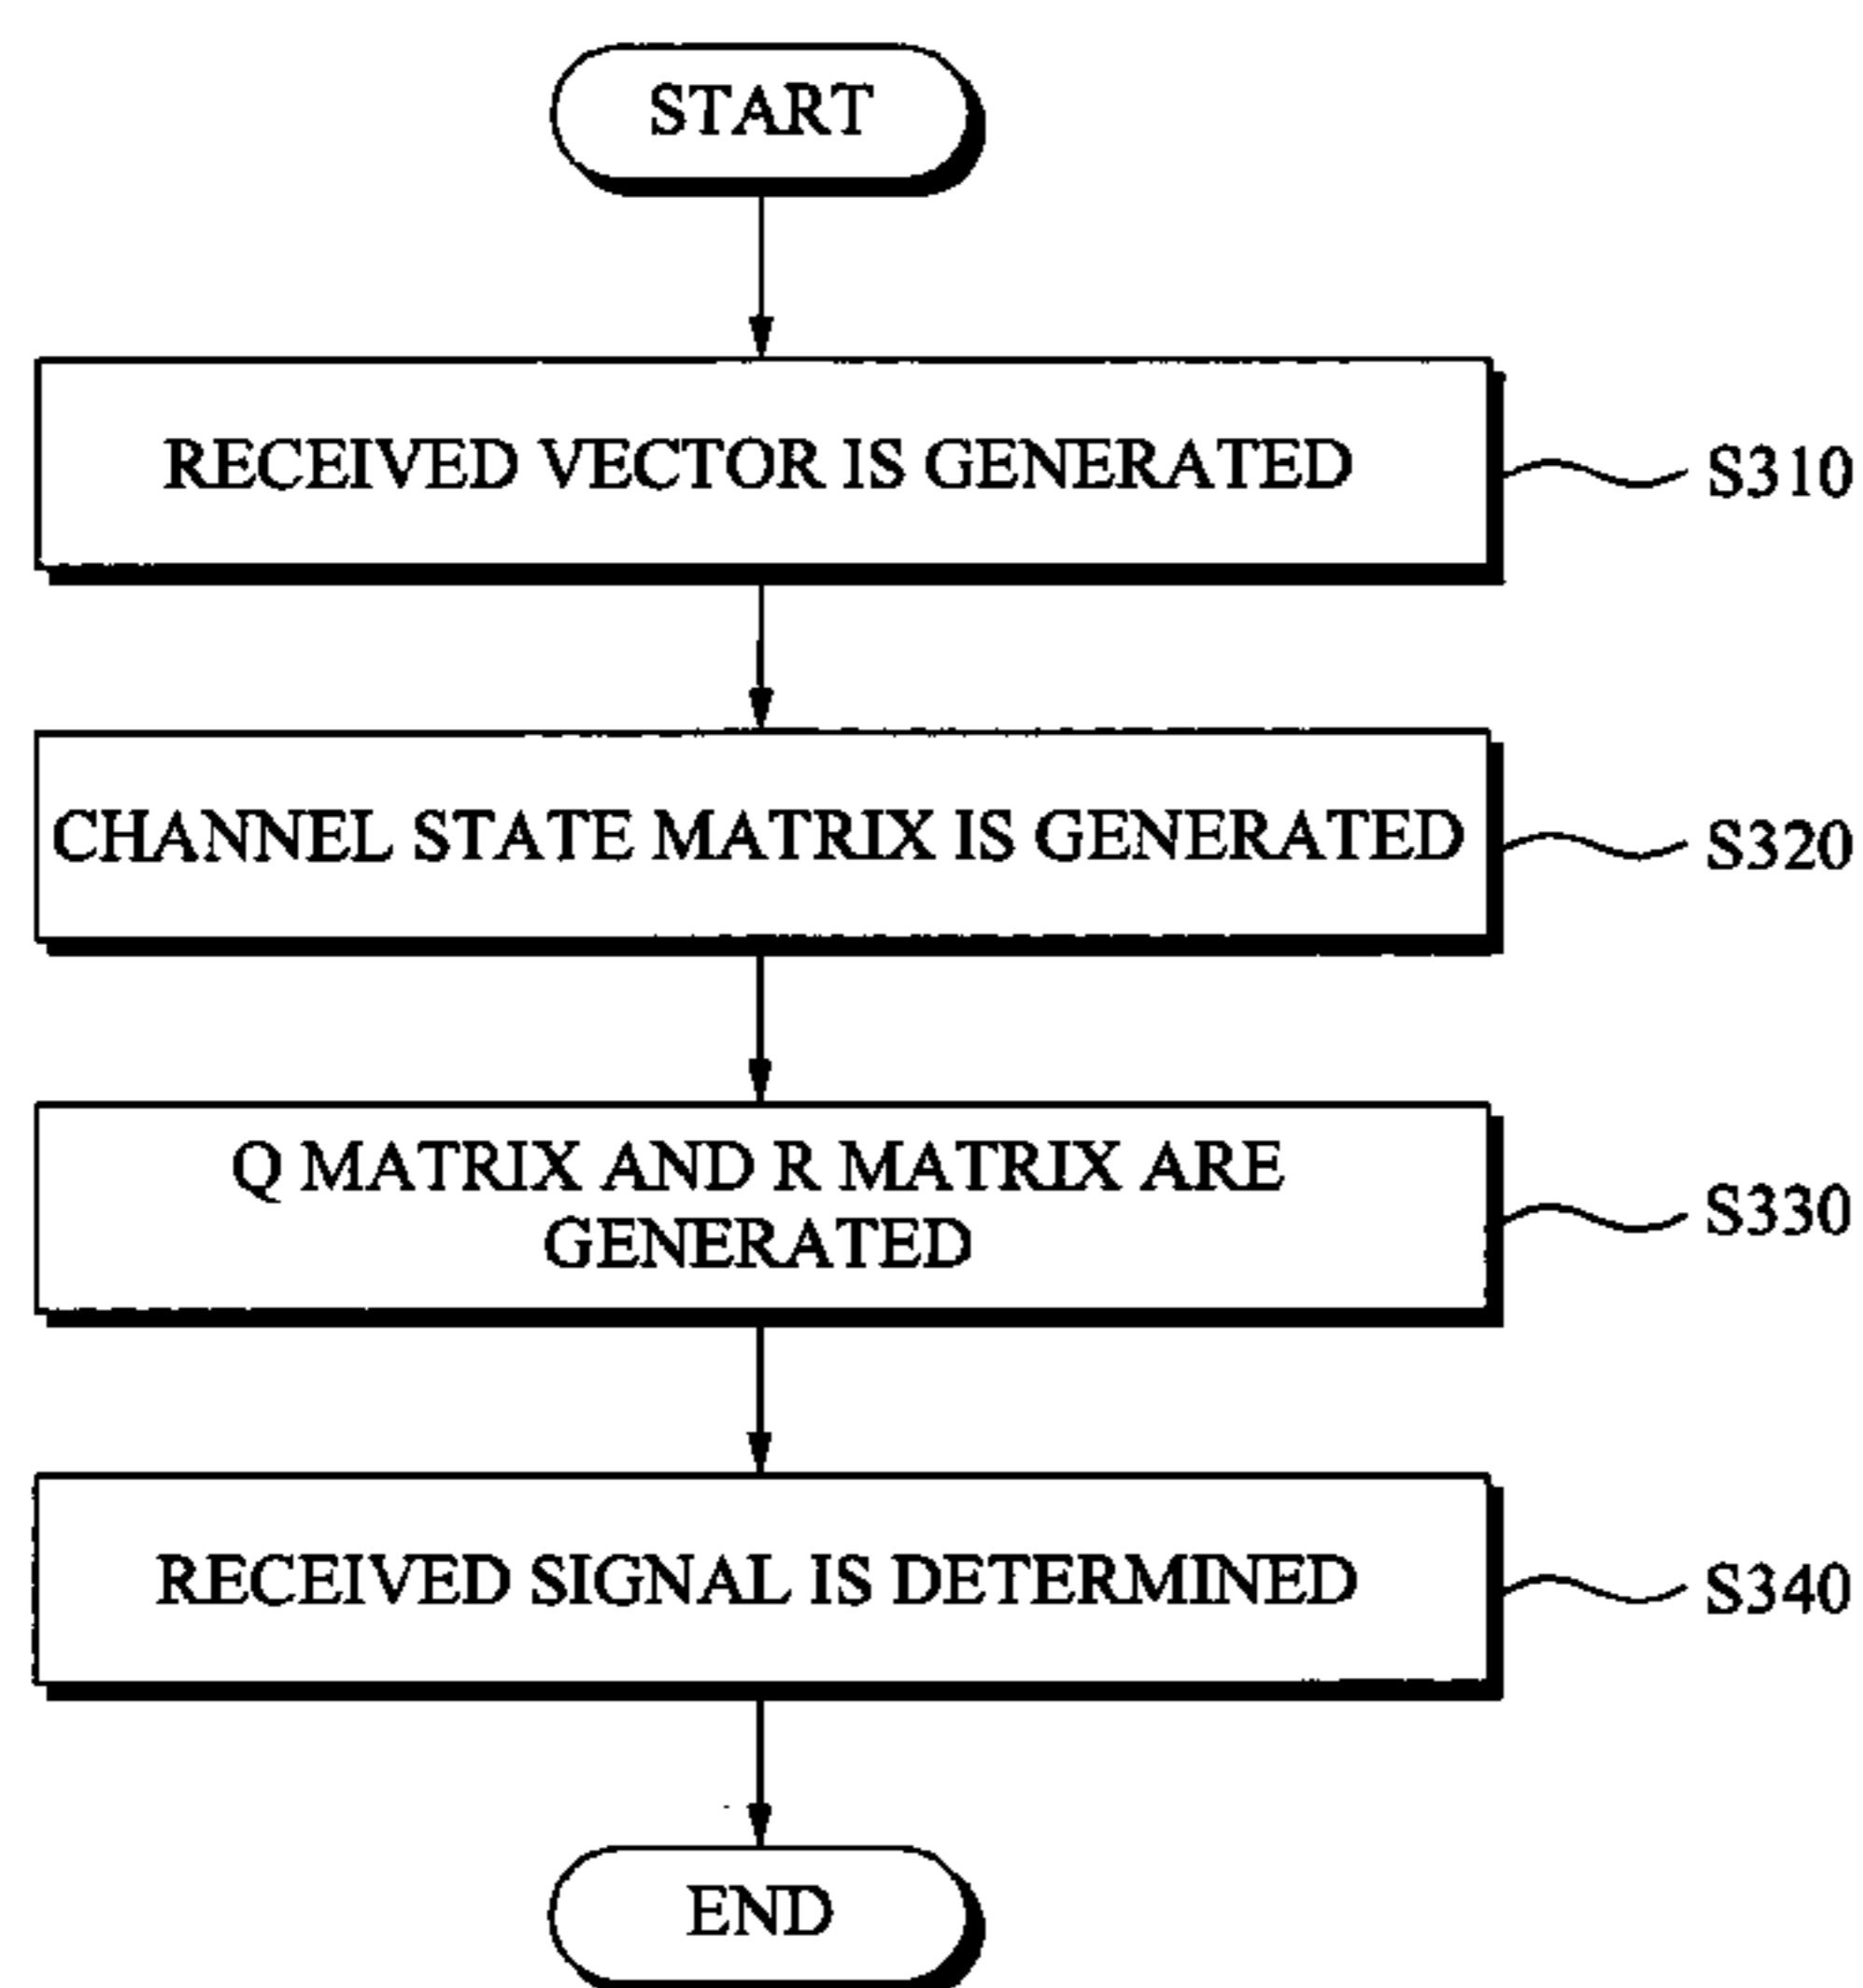 START
RECEIVED VECTOR IS GENERATED
S310
CHANNEL STATE MATRIX IS GENERATED
S320
Q MATRIX AND R MATRIX ARE
GENERATED
S330
RECEIVED SIGNAL IS DETERMINED
S340
END